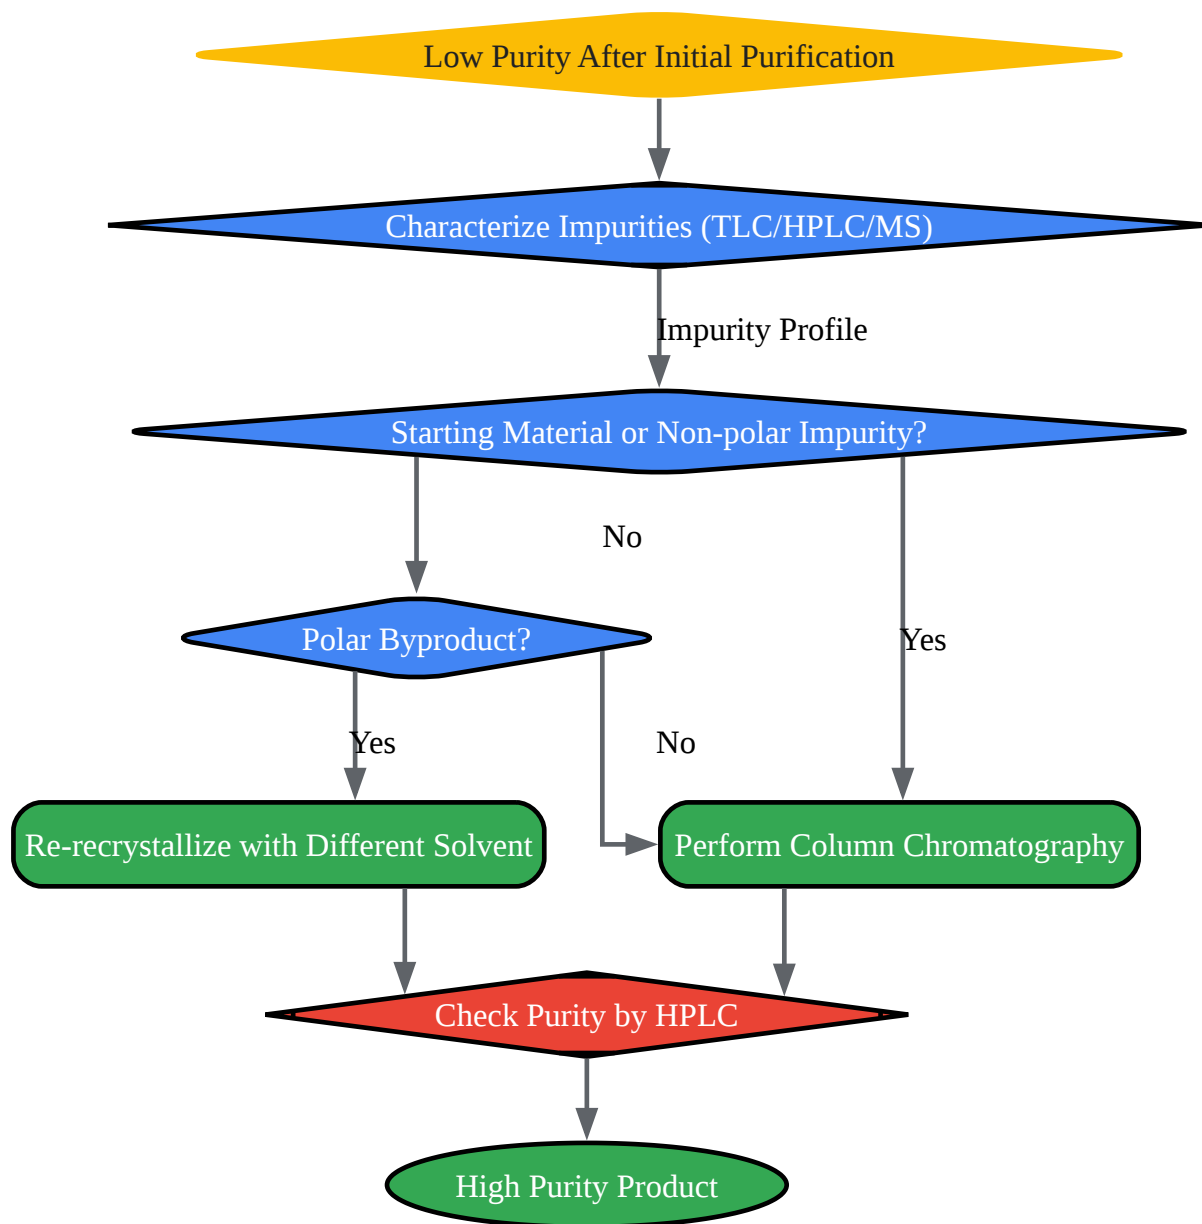 Low Purity After Initial Purification
Characterize Impurities (TLC/HPLC/MS)
Impurity Profile
Starting Material or Non-polar Impurity?
No
Polar Byproduct?
Yes
Yes
No
Re-recrystallize with Different Solvent
Perform Column Chromatography
Check Purity by HPLC
High Purity Product